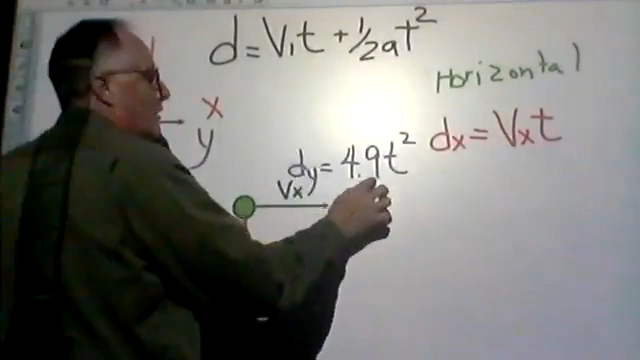 d = V₁t + 1/2at²
Horizontal
x
y
dx = Vxt
dy = 4.9t²
Vx